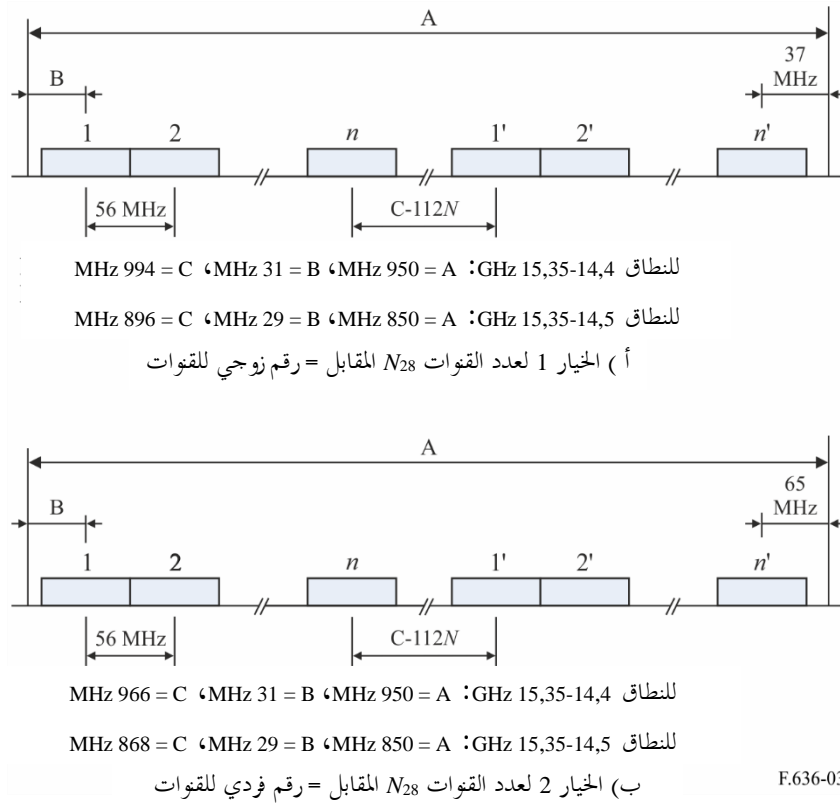 A
B
37
MHz
1 2 n 1' 2' n'
56 MHz C-112N
للنطاق GHz 15,35-14,4: MHz 950 = A، MHz 31 = B، MHz 994 = C
للنطاق GHz 15,35-14,5: MHz 850 = A، MHz 29 = B، MHz 896 = C
أ ) الخيار 1 لعدد القنوات N28 المقابل = رقم زوجي للقنوات
A
B
65
MHz
1 2 n 1' 2' n'
56 MHz C-112N
للنطاق GHz 15,35-14,4: MHz 950 = A، MHz 31 = B، MHz 966 = C
للنطاق GHz 15,35-14,5: MHz 850 = A، MHz 29 = B، MHz 868 = C
ب) الخيار 2 لعدد القنوات N28 المقابل = رقم فردي للقنوات
F.636-03